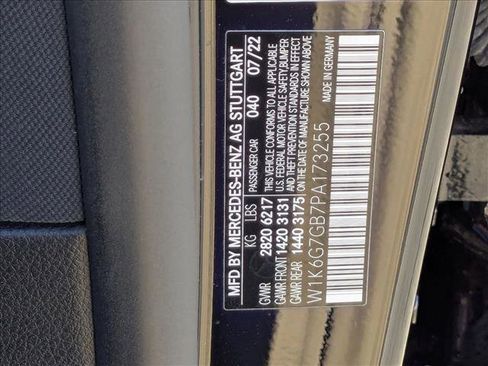 MFD BY MERCEDES-BENZ AG STUTTGART
PASSENGER CAR 040 07/22
KG LBS THIS VEHICLE CONFORMS TO ALL APPLICABLE
GVWR 2820 6217 U.S. FEDERAL MOTOR VEHICLE SAFETY,BUMPER
GAWR FRONT 1420 3131 AND THEFT PREVENTION STANDARDS IN EFFECT
GAWR REAR 1440 3175 ON THE DATE OF MANUFACTURE SHOWN ABOVE
W1K6G7GB7PA173255 MADE IN GERMANY